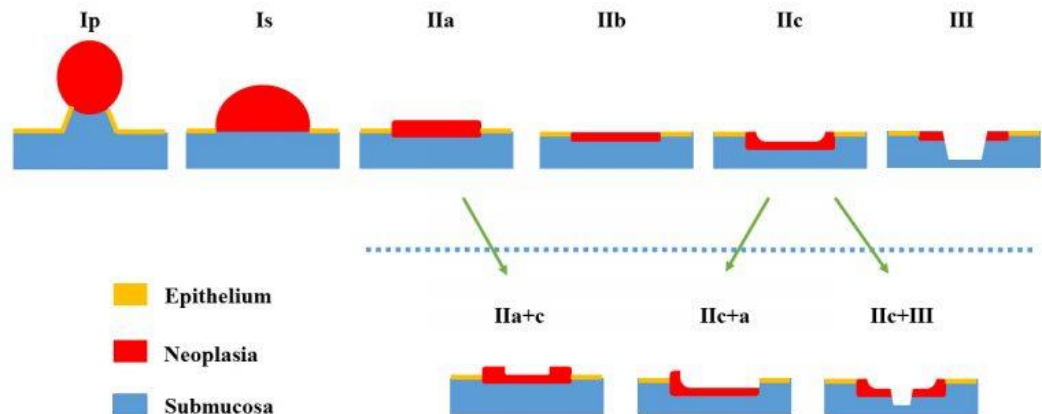 Ip Is IIa IIb IIc III
Epithelium
IIa+c IIc+a IIc+III
Neoplasia
Submucosa